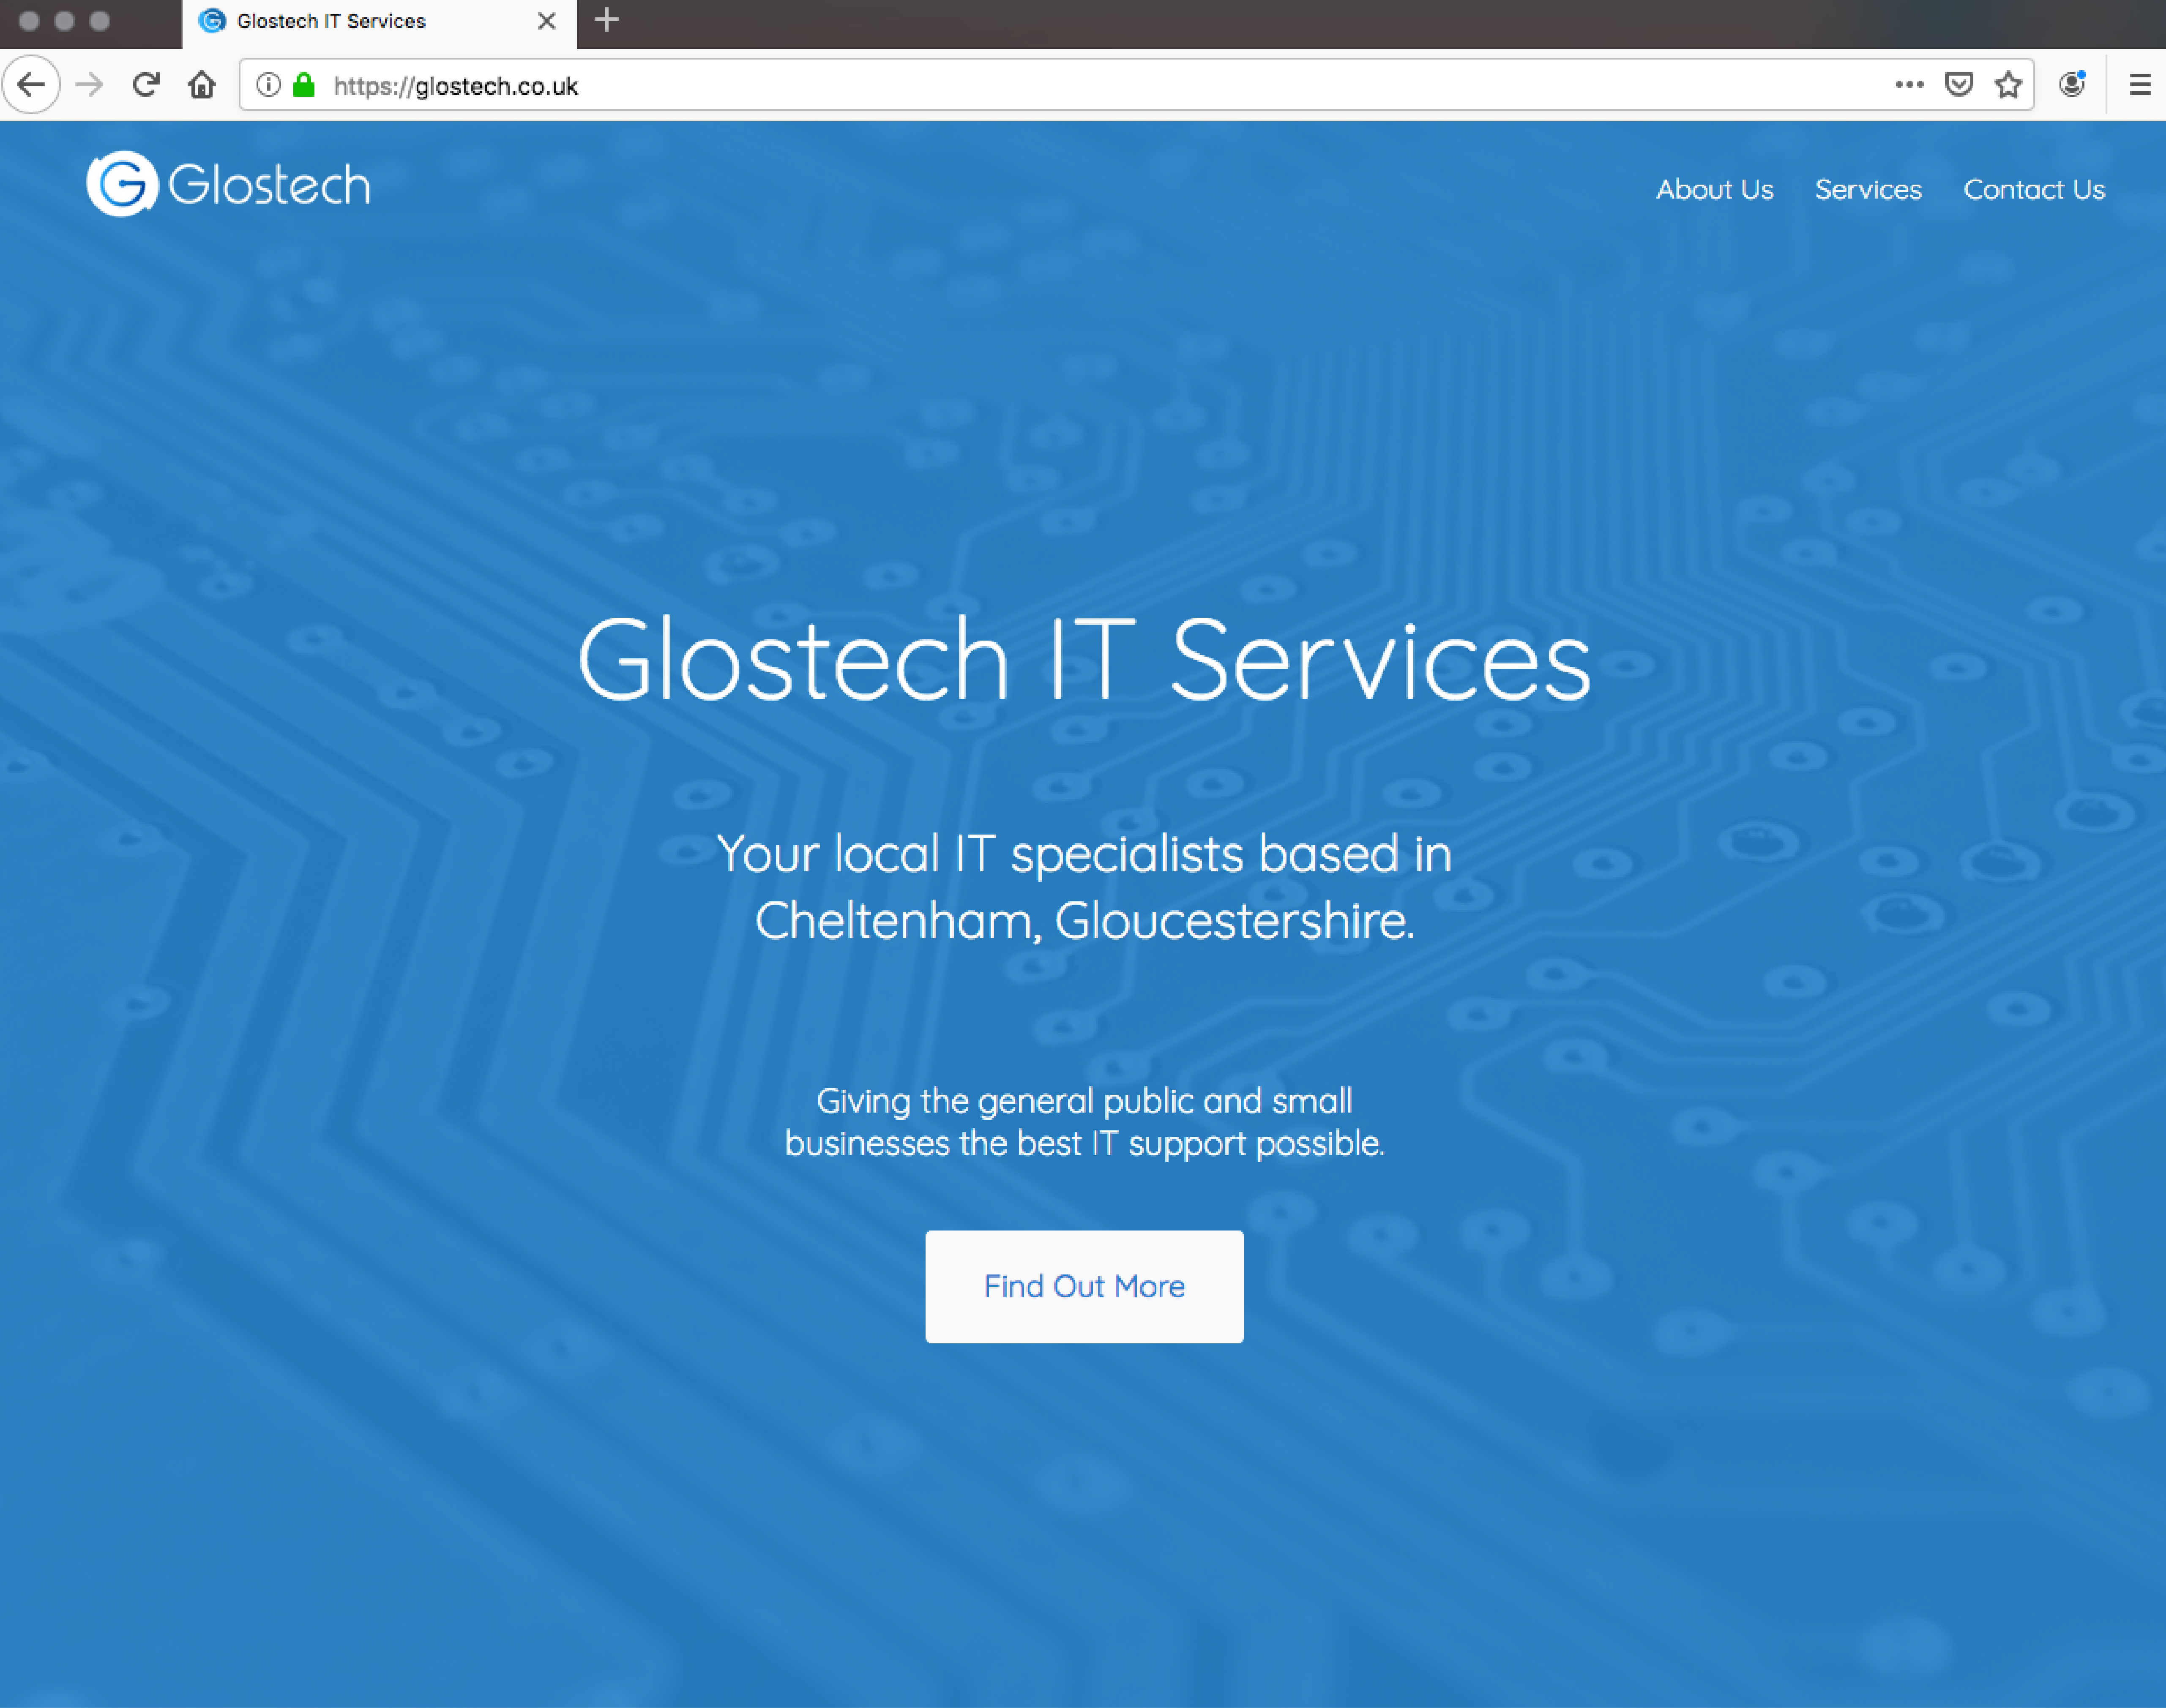 Glostech IT Services
https://glostech.co.uk
Glostech
About Us Services Contact Us
Glostech IT Services
Your local IT specialists based in
Cheltenham, Gloucestershire.
Giving the general public and small
businesses the best IT support possible.
Find Out More